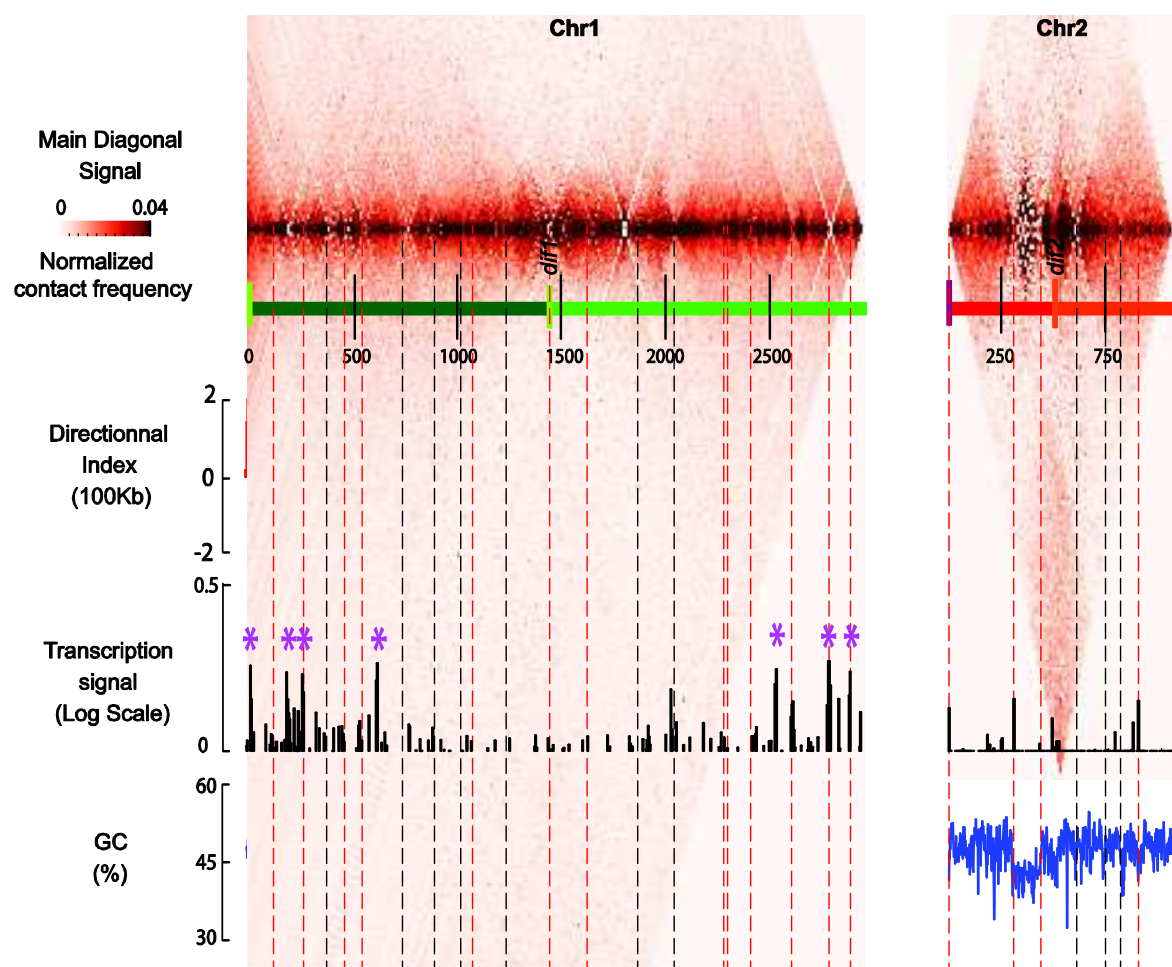 Chr1
Chr2
Main Diagonal
Signal
0
0.04
Normalized
contact frequency
dif1
dif2
0
500
1000
1500
2000
2500
250
750
2
Directionnal
Index
(100Kb)
0
-2
0.5
* ** * * * *
Transcription
signal
(Log Scale)
0
60
GC
(%)
45
30